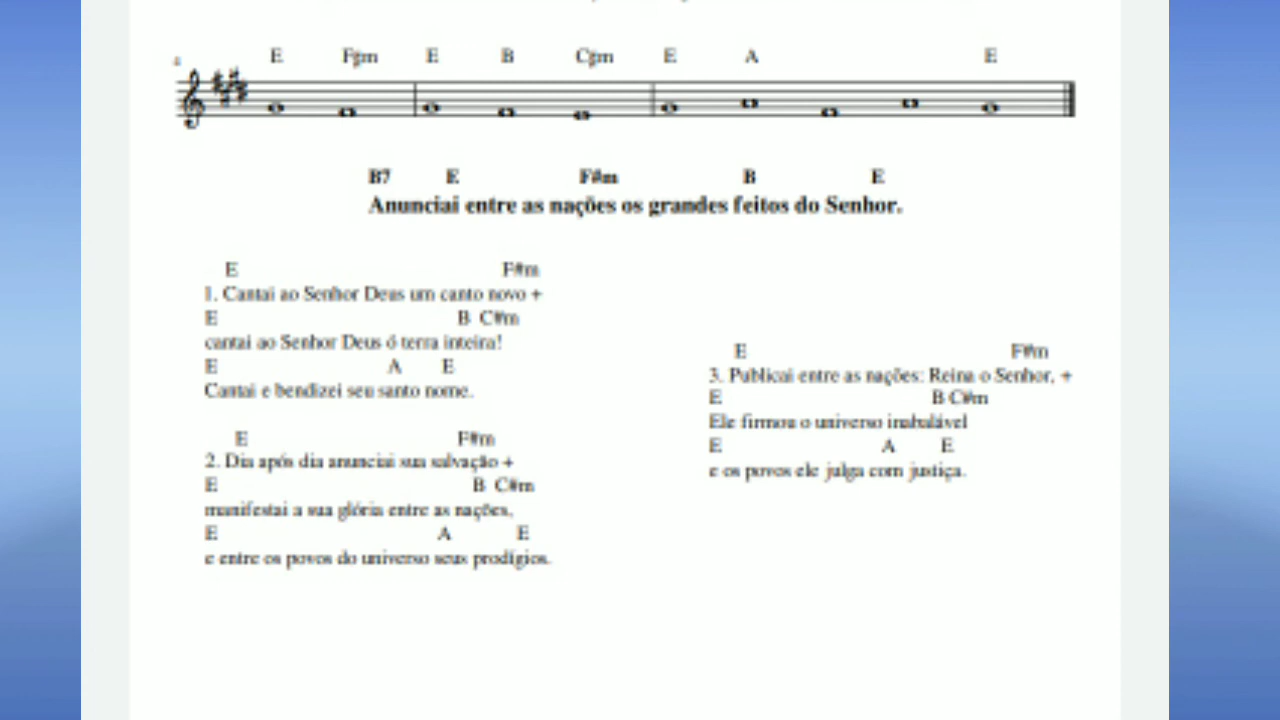 E F#m E B C#m E A E
B7 E F#m B E
Anunciai entre as nações os grandes feitos do Senhor.
E F#m
1. Cantai ao Senhor Deus um canto novo +
E B C#m
cantai ao Senhor Deus ó terra inteira!
E A E
Cantai e bendizei seu santo nome.
E F#m
2. Dia após dia anunciai sua salvação +
E B C#m
manifestai a sua glória entre as nações,
E A E
e entre os povos do universo seus prodígios.
E F#m
3. Publicai entre as nações: Reina o Senhor, +
E B C#m
Ele firmou o universo inabalável
E A E
e os povos ele julga com justiça.